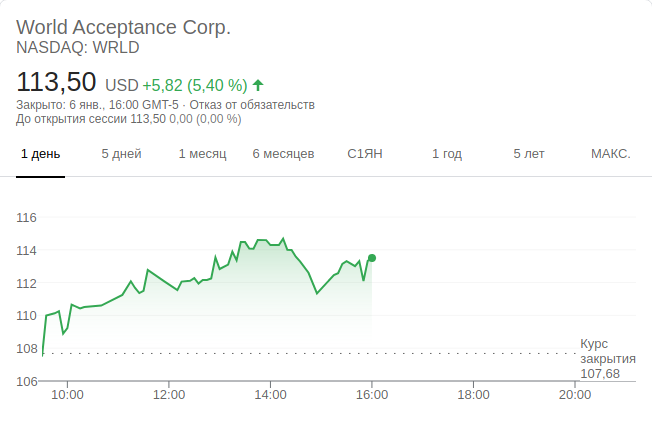 World Acceptance Corp.
NASDAQ: WRLD
113,50 USD +5,82 (5,40 %)
Закрыто: 6 янв., 16:00 GMT-5 · Отказ от обязательств
До открытия сессии 113,50 0,00 (0,00 %)
1 день 5 дней 1 месяц 6 месяцев С1ЯН 1 год 5 лет МАКС.
116
114
112
110
108
106
Курс
закрытия
107,68
10:00 12:00 14:00 16:00 18:00 20:00